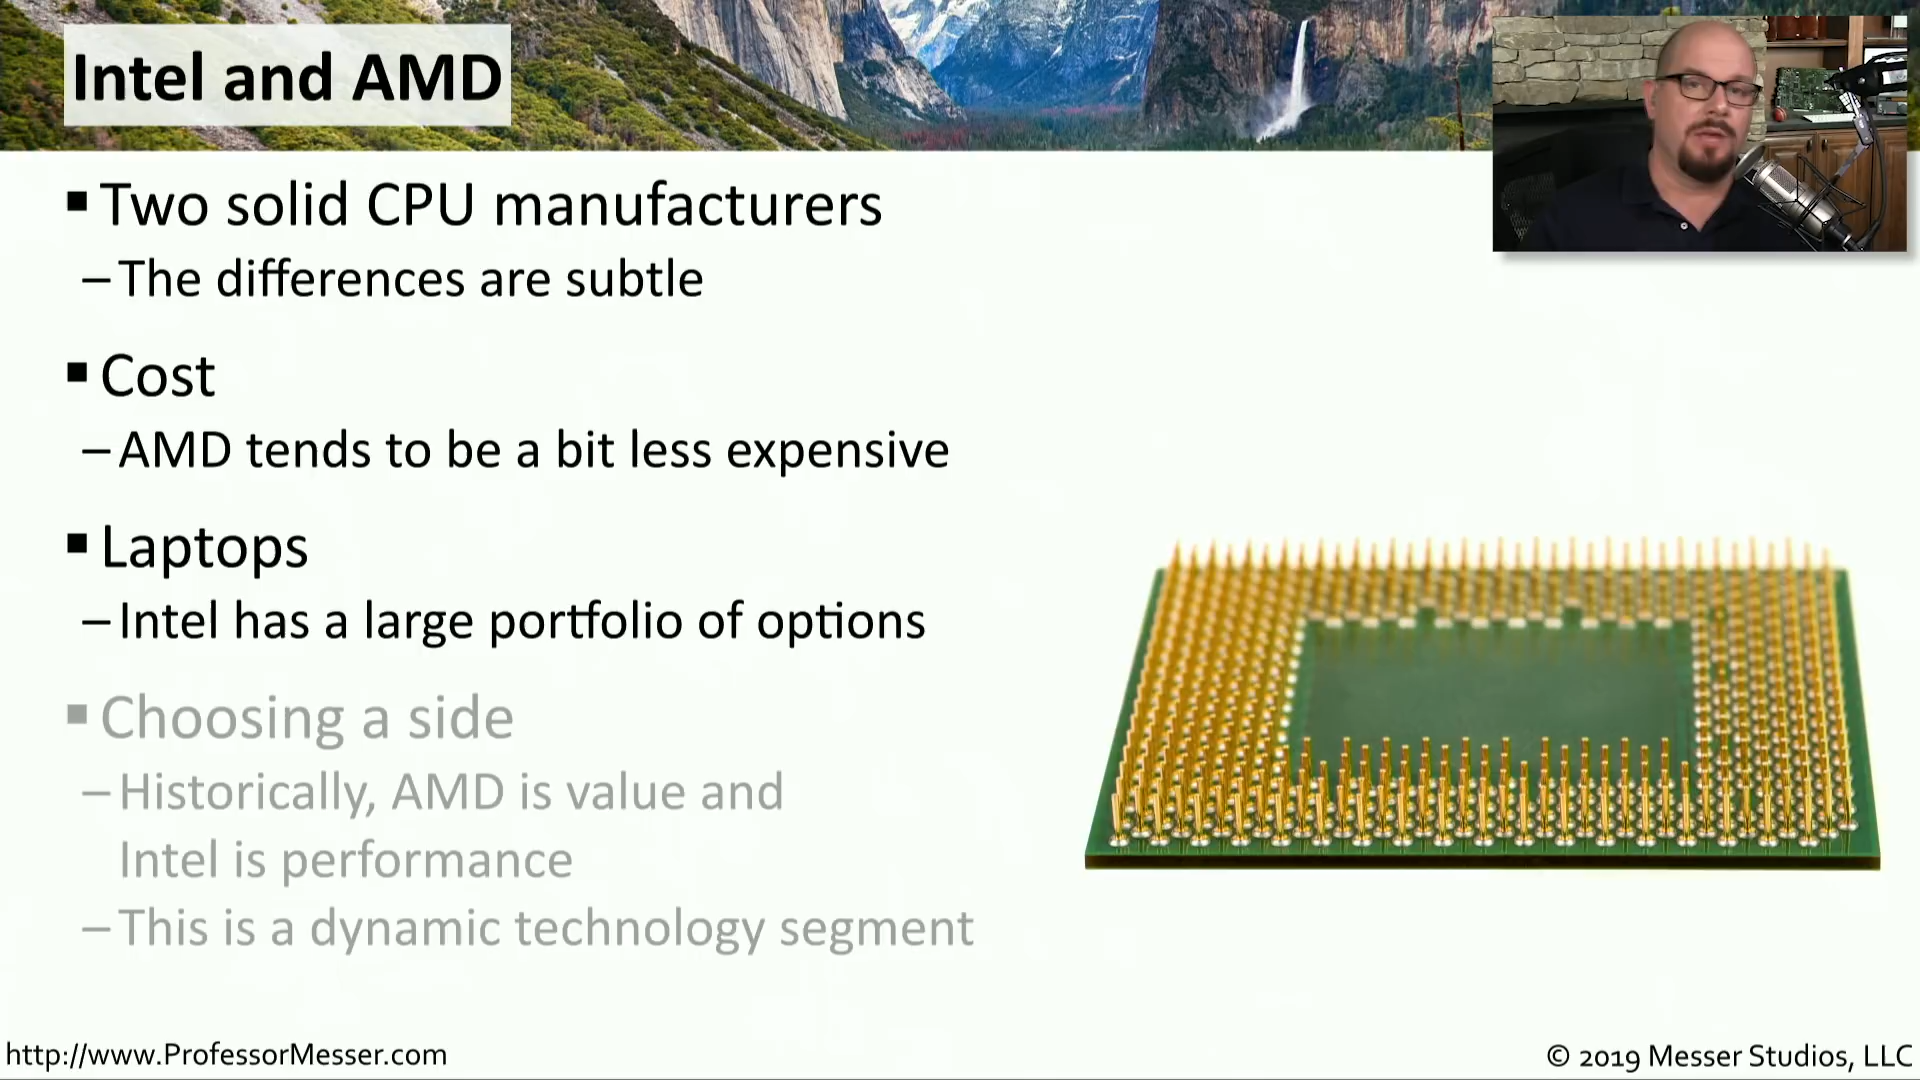 Intel and AMD
▪ Two solid CPU manufacturers
– The differences are subtle
▪ Cost
– AMD tends to be a bit less expensive
▪ Laptops
– Intel has a large portfolio of options
▪ Choosing a side
– Historically, AMD is value and
Intel is performance
– This is a dynamic technology segment
http://www.ProfessorMesser.com
© 2019 Messer Studios, LLC